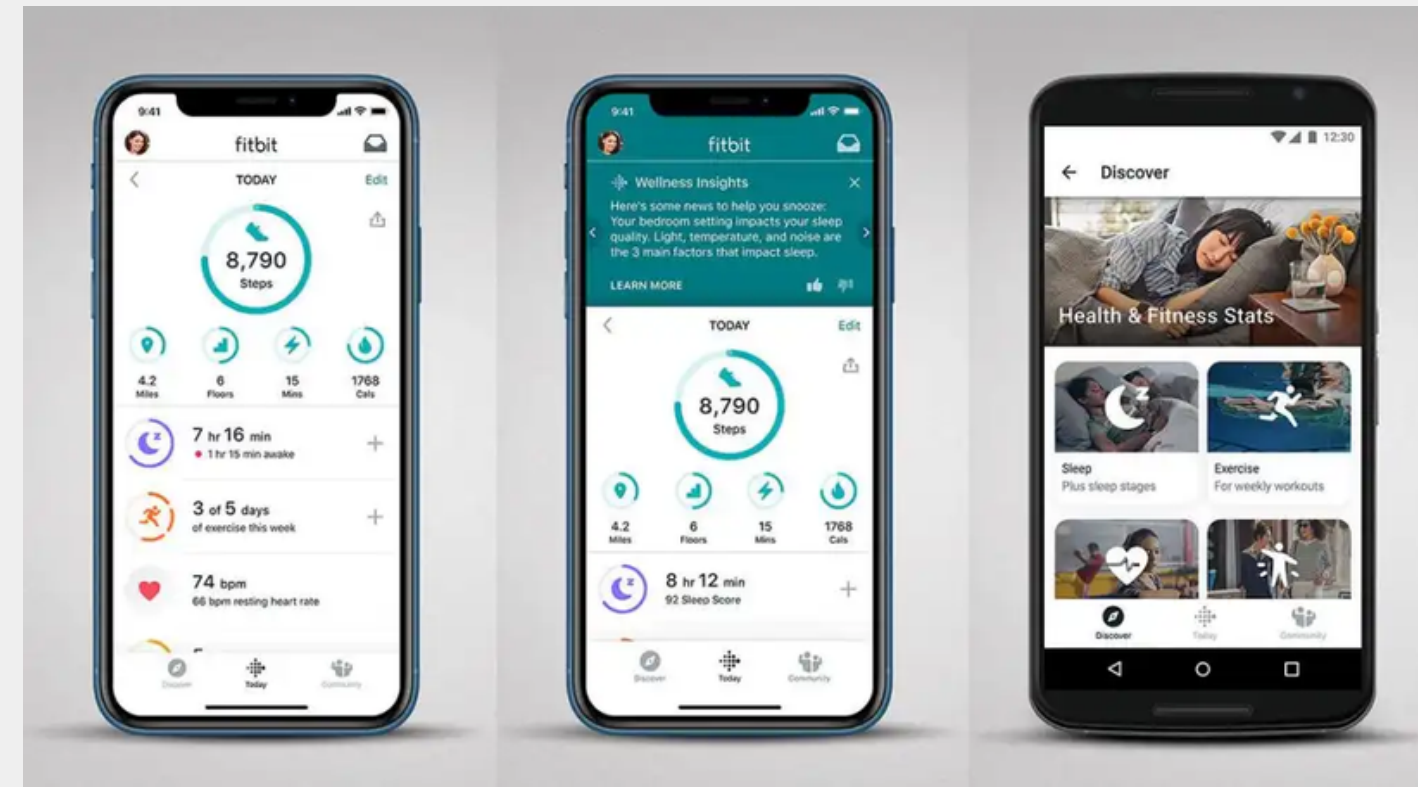 9:41
fitbit
TODAY
Edit
8,790
Steps
4.2
Miles
6
Floors
15
Mins
1768
Cals
7 hr 16 min
1 hr 15 min awake
3 of 5 days
of exercise this week
74 bpm
66 bpm resting heart rate
Discover
Today
Community
9:41
fitbit
Wellness Insights
Here's some news to help you snooze:
Your bedroom setting impacts your sleep
quality. Light, temperature, and noise are
the 3 main factors that impact sleep.
LEARN MORE
TODAY
Edit
8,790
Steps
4.2
Miles
6
Floors
15
Mins
1768
Cals
8 hr 12 min
92 Sleep Score
Discover
Today
Community
12:30
Discover
Health & Fitness Stats
Sleep
Plus sleep stages
Exercise
For weekly workouts
Discover
Today
Community